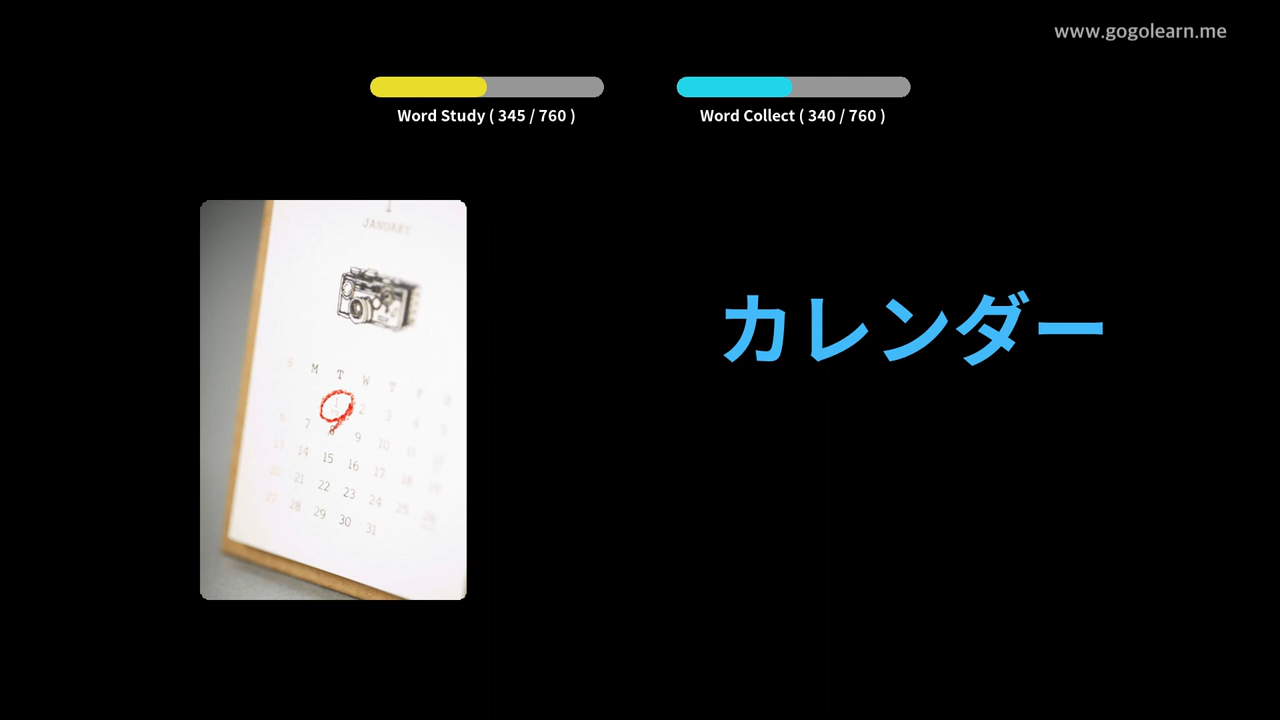 www.gogolearn.me
Word Study ( 345 / 760 )
Word Collect ( 340 / 760 )
カレンダー
JANUARY
S M T W T F S
1 2 3 4 5
6 7 8 9 10 11
13 14 15 16 17 18 19
20 21 22 23 24 25 26
27 28 29 30 31